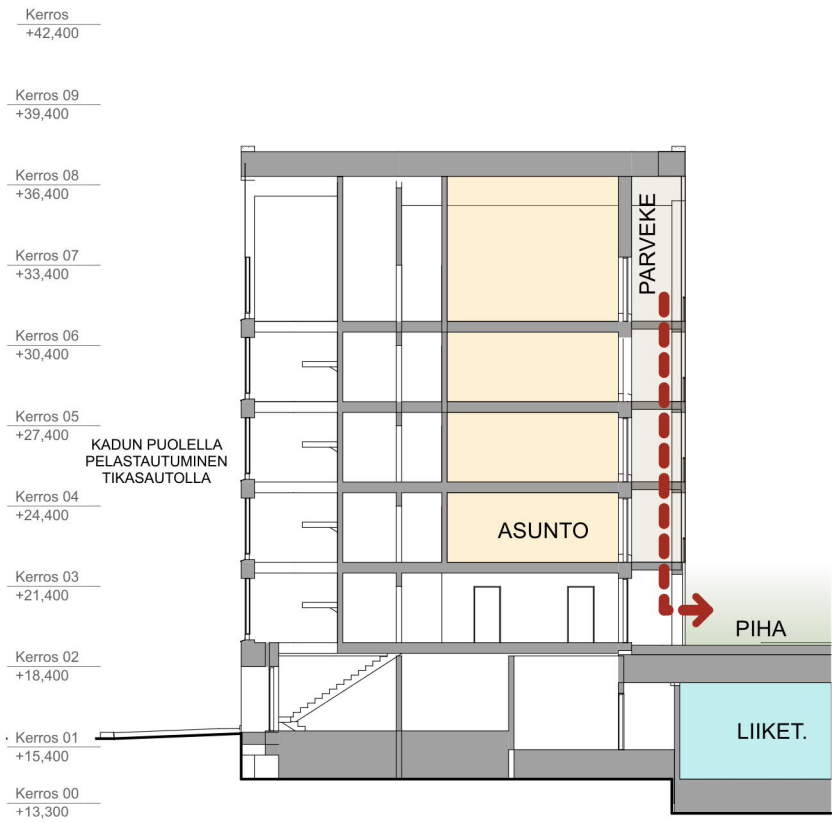 Kerros
+42,400
Kerros 09
+39,400
Kerros 08
+36,400
Kerros 07
+33,400
Kerros 06
+30,400
Kerros 05
+27,400
KADUN PUOLELLA
PELASTAUTUMINEN
TIKASAUTOLLA
Kerros 04
+24,400
Kerros 03
+21,400
Kerros 02
+18,400
Kerros 01
+15,400
Kerros 00
+13,300
PARVEKE
ASUNTO
PIHA
LIIKET.